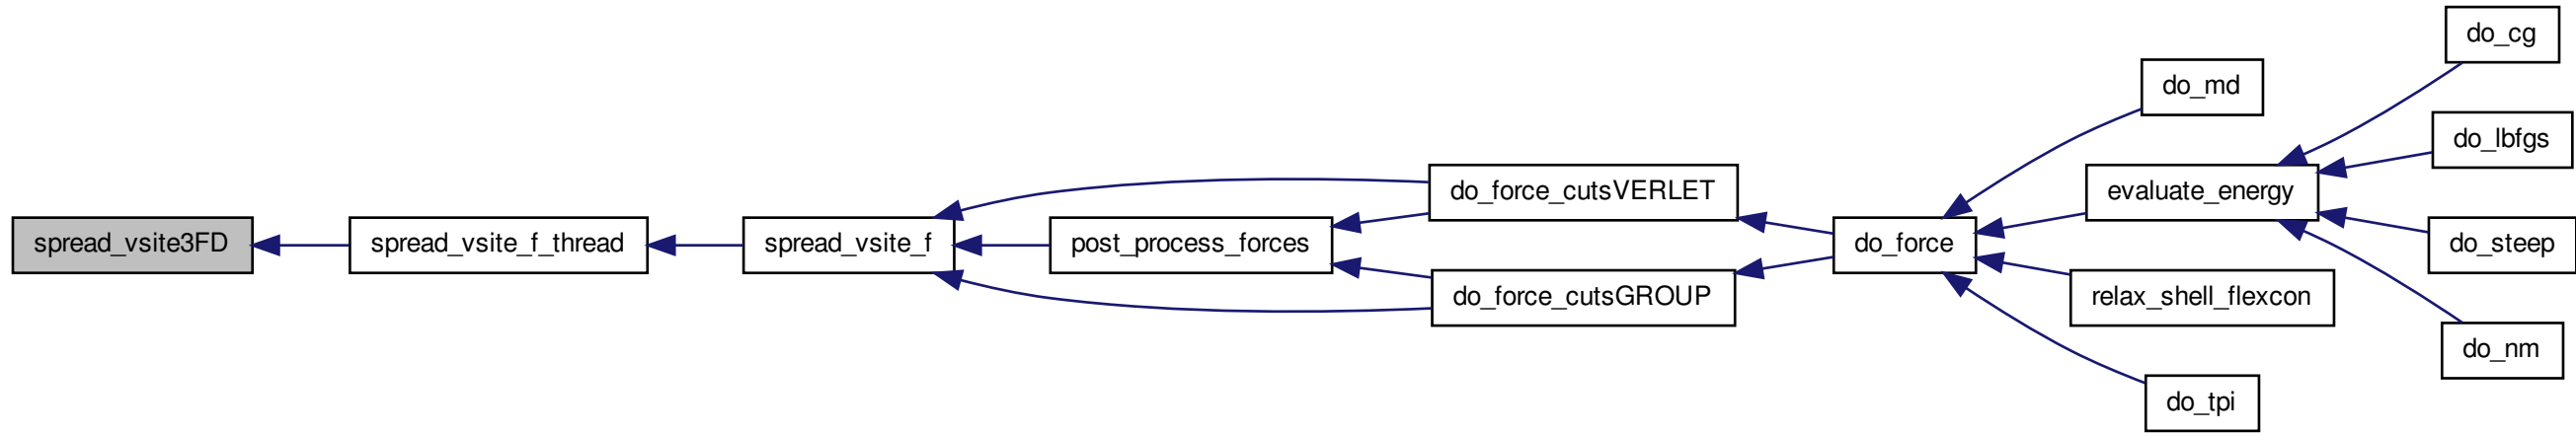 spread_vsite3FD
spread_vsite_f_thread
spread_vsite_f
post_process_forces
do_force_cutsVERLET
do_force_cutsGROUP
do_force
do_md
evaluate_energy
relax_shell_flexcon
do_tpi
do_cg
do_lbfgs
do_steep
do_nm